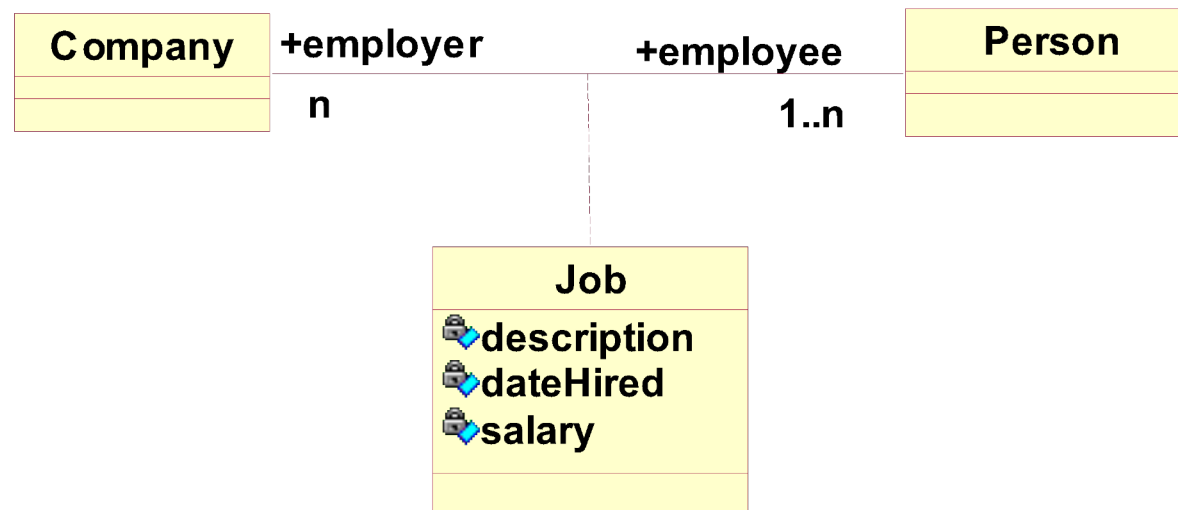 Company
+employer
n
+employee
1..n
Person
Job
description
dateHired
salary